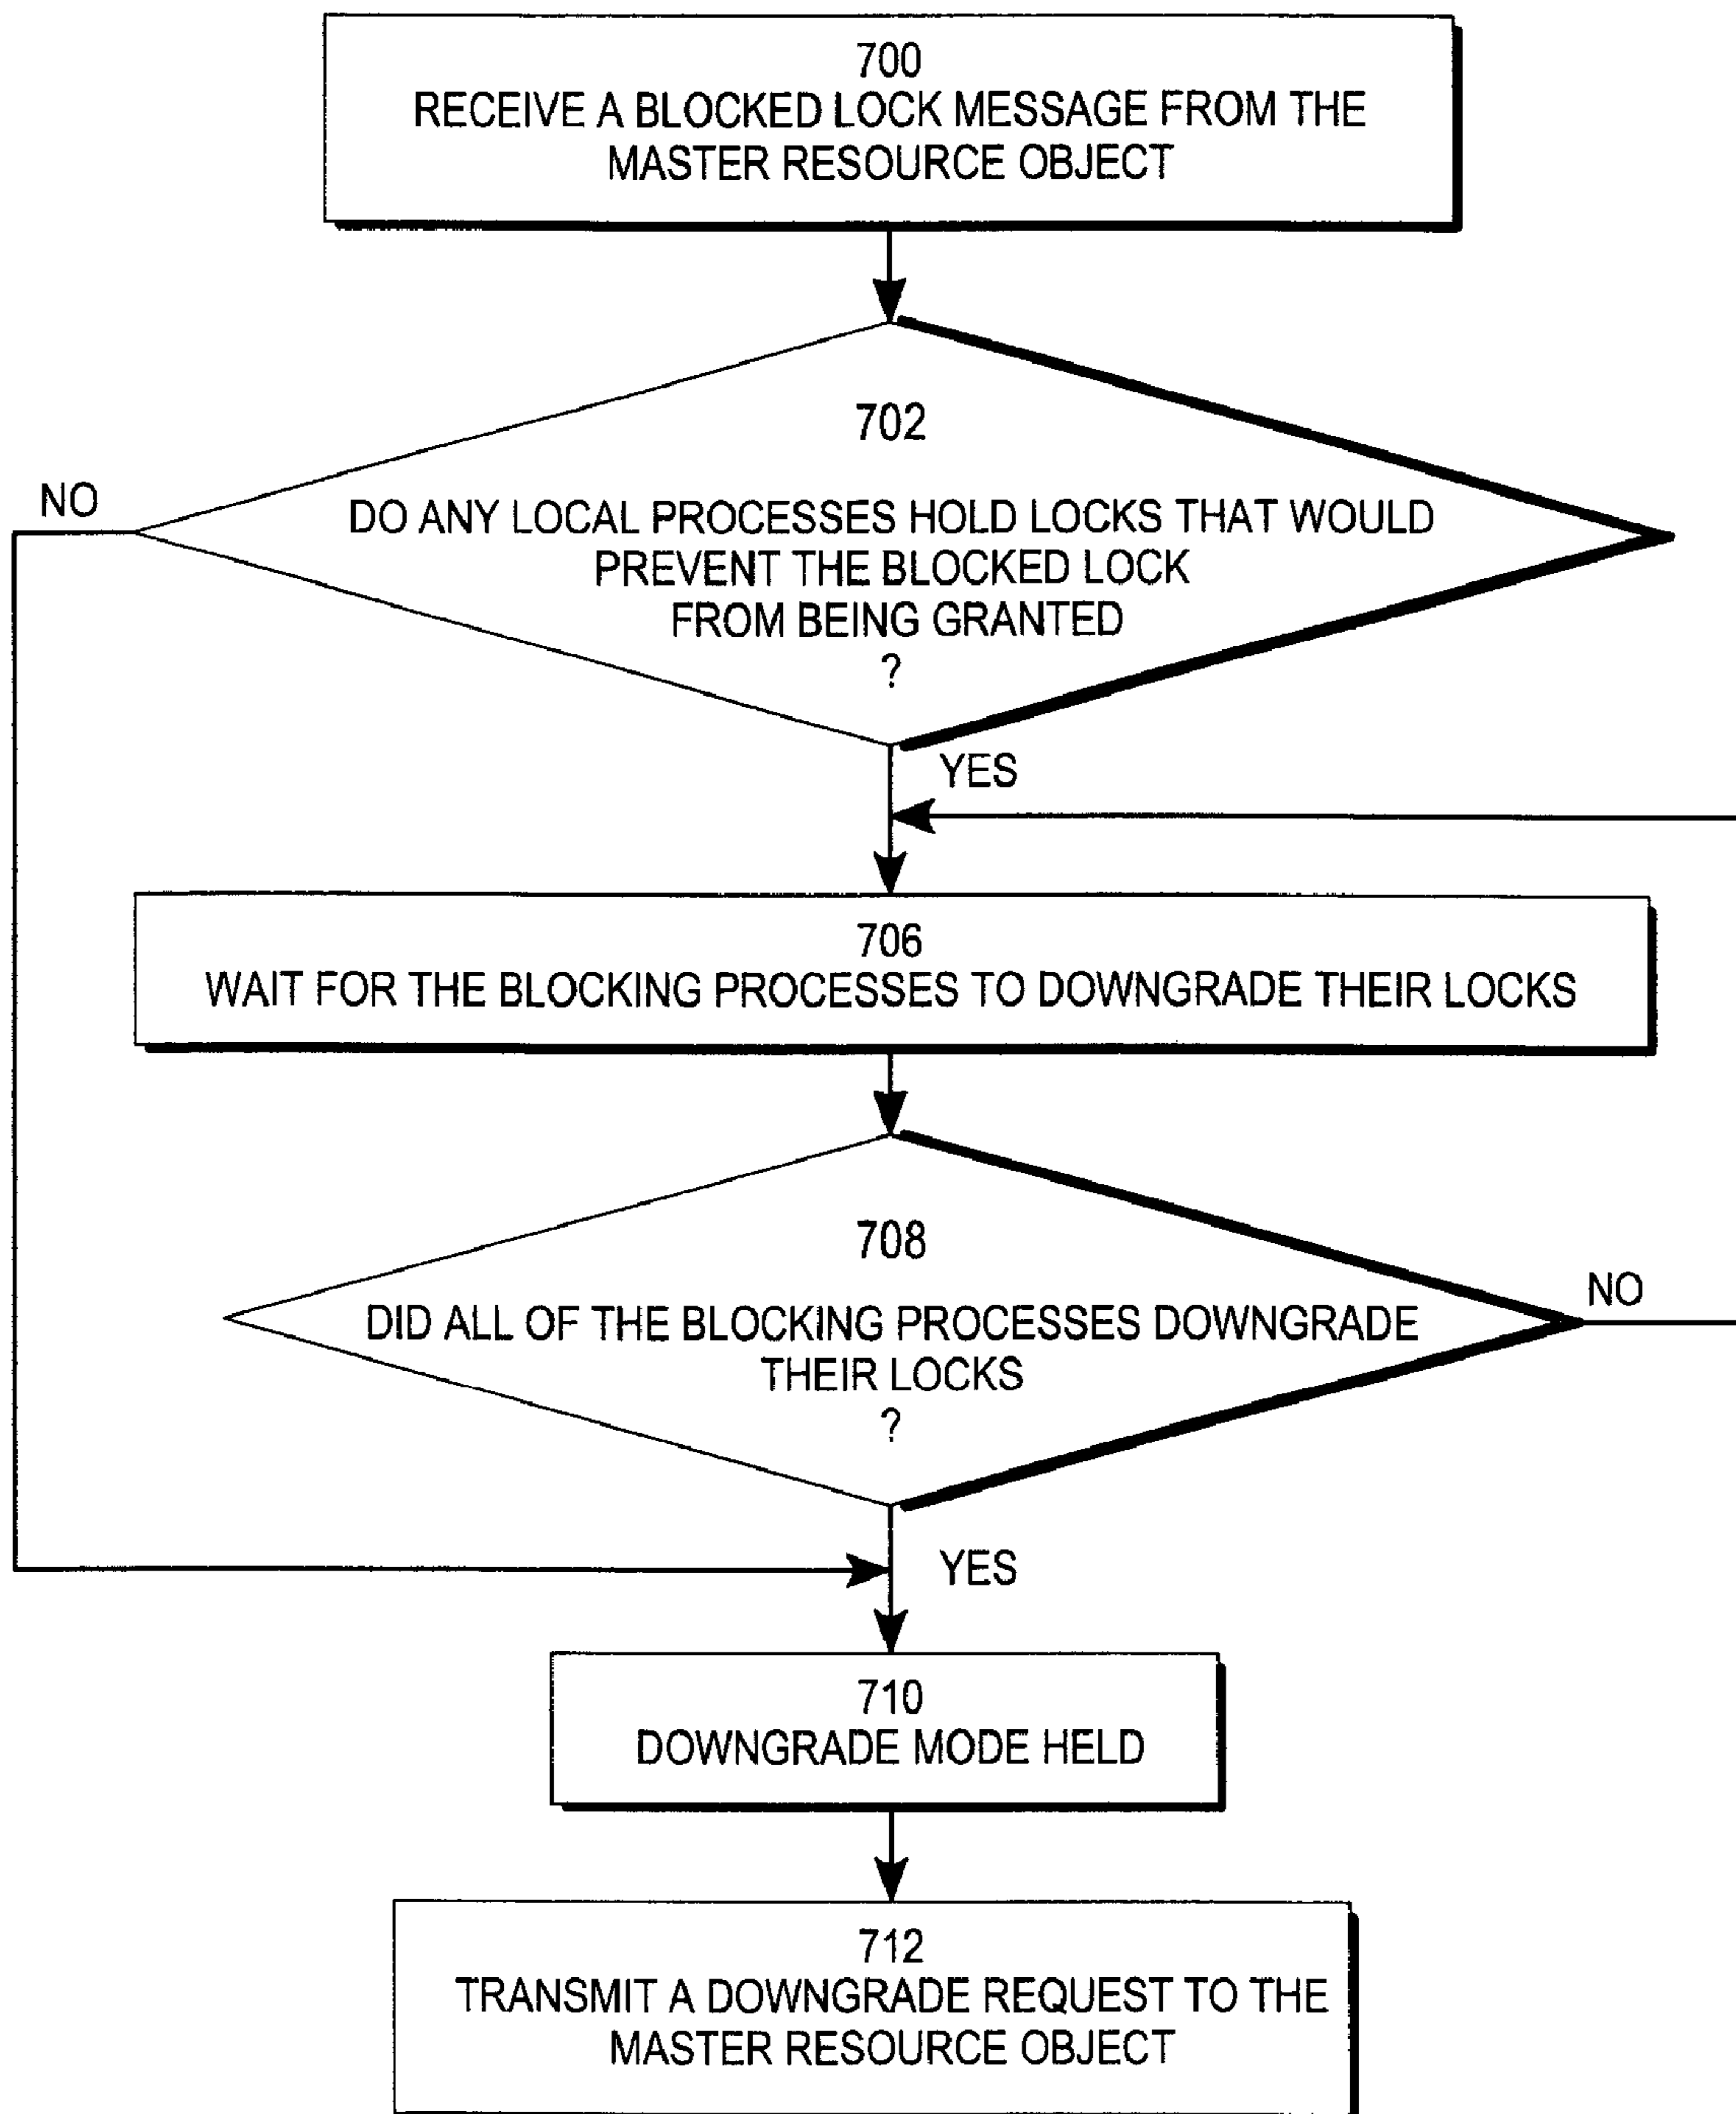 700
RECEIVE A BLOCKED LOCK MESSAGE FROM THE
MASTER RESOURCE OBJECT
702
NO
DO ANY LOCAL PROCESSES HOLD LOCKS THAT WOULD
PREVENT THE BLOCKED LOCK
FROM BEING GRANTED
?
YES
706
WAIT FOR THE BLOCKING PROCESSES TO DOWNGRADE THEIR LOCKS
708
NO
DID ALL OF THE BLOCKING PROCESSES DOWNGRADE
THEIR LOCKS
?
YES
710
DOWNGRADE MODE HELD
712
TRANSMIT A DOWNGRADE REQUEST TO THE
MASTER RESOURCE OBJECT